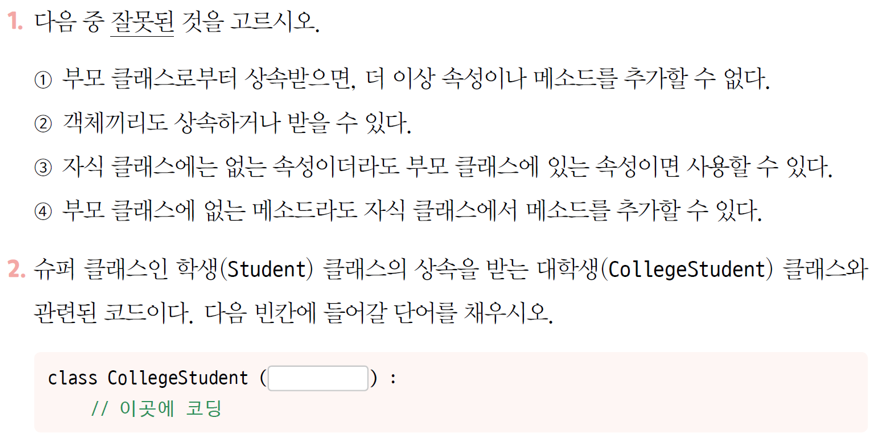 1. 다음 중 잘못된 것을 고르시오.
① 부모 클래스로부터 상속받으면, 더 이상 속성이나 메소드를 추가할 수 없다.
② 객체끼리도 상속하거나 받을 수 있다.
③ 자식 클래스에는 없는 속성이더라도 부모 클래스에 있는 속성이면 사용할 수 있다.
④ 부모 클래스에 없는 메소드라도 자식 클래스에서 메소드를 추가할 수 있다.
2. 슈퍼 클래스인 학생(Student) 클래스의 상속을 받는 대학생(CollegeStudent) 클래스와
관련된 코드이다. 다음 빈칸에 들어갈 단어를 채우시오.
class CollegeStudent ( ) :
// 이곳에 코딩